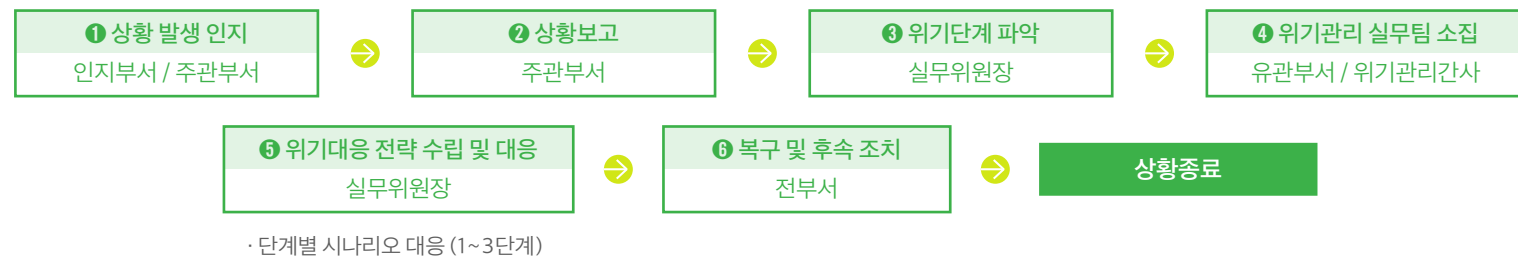 ❶ 상황 발생 인지
인지부서 / 주관부서
❷ 상황보고
주관부서
❸ 위기단계 파악
실무위원장
❹ 위기관리 실무팀 소집
유관부서 / 위기관리간사
❺ 위기대응 전략 수립 및 대응
실무위원장
❻ 복구 및 후속 조치
전부서
상황종료
· 단계별 시나리오 대응 (1~3단계)